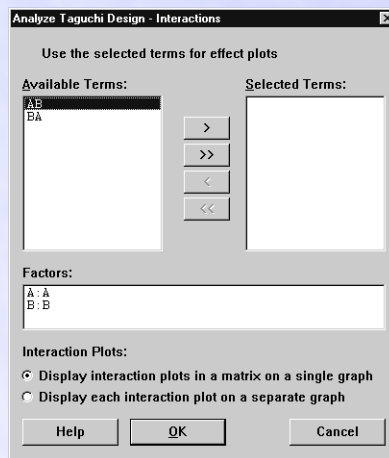 Analyze Taguchi Design - Interactions
Use the selected terms for effect plots
Available Terms:
Selected Terms:
AB
BA
>
>>
<
<<
Factors:
A:A
B:B
Interaction Plots:
Display interaction plots in a matrix on a single graph
Display each interaction plot on a separate graph
Help
OK
Cancel